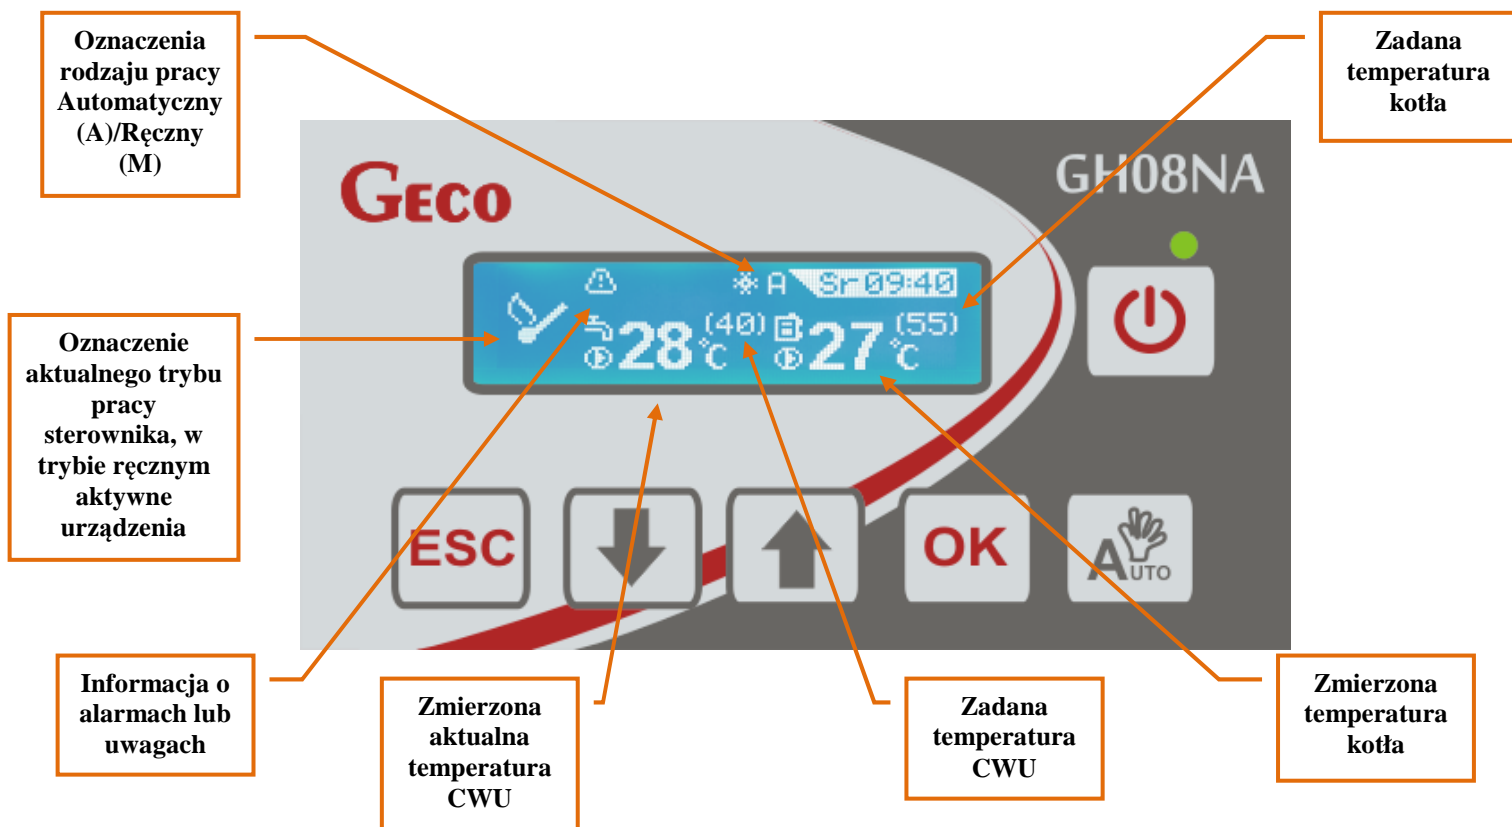 Oznaczenia
rodzaju pracy
Automatyczny
(A)/Ręczny
(M)
Zadana
temperatura
kotła
GECO
GH08NA
A Sr 09:40
28 (40) °C 27 (55) °C
Oznaczenie
aktualnego trybu
pracy
sterownika, w
trybie ręcznym
aktywne
urządzenia
ESC
OK
AUTO
Informacja o
alarmach lub
uwagach
Zmierzona
aktualna
temperatura
CWU
Zadana
temperatura
CWU
Zmierzona
temperatura
kotła